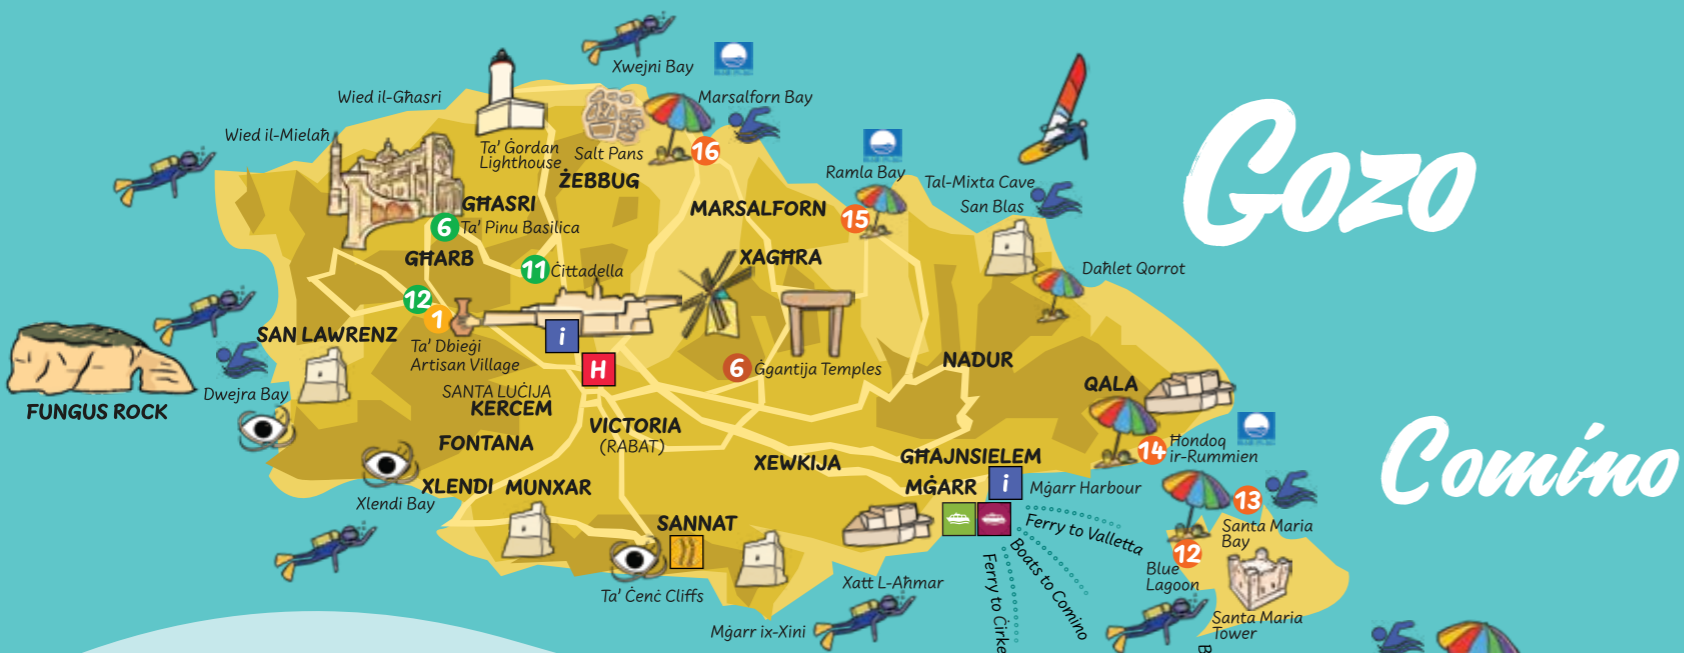 Xwejni Bay
Wied il-Għasri
Marsalforn Bay
Wied il-Mielaħ
Ta' Ġordan
Lighthouse
Salt Pans
16
ŻEBBUG
Ramla Bay
Tal-Mixta Cave
San Blas
Gozo
GĦASRI
6
Ta' Pinu Basilica
MARSALFORN
15
GĦARB
11
Ċittadella
XAGĦRA
Daħlet Qorrot
12
1
SAN LAWRENZ
i
Ta' Dbieġi
Artisan Village
H
6
Ġgantija Temples
NADUR
QALA
SANTA LUĊIJA
KERĊEM
Dwejra Bay
FUNGUS ROCK
VICTORIA
(RABAT)
FONTANA
14
Ħondoq
ir-Rummien
Comino
XEWKIJA
GĦAJNSIELEM
XLENDI
MUNXAR
MĠARR
i
Mġarr Harbour
Xlendi Bay
13
Santa Maria
Bay
SANNAT
Ferry to Valletta
Boats to Comino
Ferry to Ċirke
12
Blue
Lagoon
Ta' Ċenċ Cliffs
Xatt L-Aħmar
Mġarr ix-Xini
Santa Maria
Tower
B